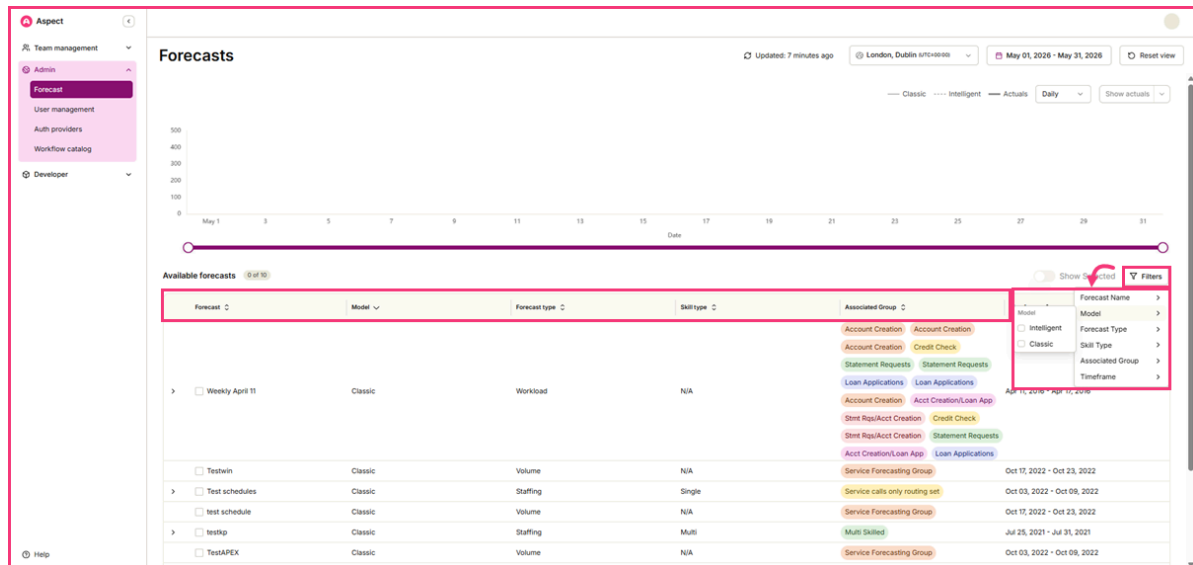 Aspect
Team management
Admin
Forecast
User management
Auth providers
Workflow catalog
Developer
Help
Forecasts
Updated: 7 minutes ago
London, Dublin (UTC+00:00)
May 01, 2026 - May 31, 2026
Reset view
Classic Intelligent Actuals
Daily
Show actuals
500
400
300
200
100
0
May 1 3 5 7 9 11 13 15 17 19 21 23 25 27 29 31
Date
Available forecasts 0 of 10
Show Selected
Filters
Forecast Model Forecast type Skill type Associated Group
Forecast Name
Model
Forecast Type
Skill Type
Associated Group
Timeframe
Model
Intelligent
Classic
Account Creation Account Creation
Account Creation Credit Check
Statement Requests Statement Requests
Loan Applications Loan Applications
Weekly April 11 Classic Workload N/A Apr 11, 2016 - Apr 17, 2016
Account Creation Acct Creation/Loan App
Stmt Rqs/Acct Creation Credit Check
Stmt Rqs/Acct Creation Statement Requests
Acct Creation/Loan App Loan Applications
Testwin Classic Volume N/A Service Forecasting Group Oct 17, 2022 - Oct 23, 2022
Test schedules Classic Staffing Single Service calls only routing set Oct 03, 2022 - Oct 09, 2022
test schedule Classic Volume N/A Service Forecasting Group Oct 17, 2022 - Oct 23, 2022
testkp Classic Staffing Multi Multi Skilled Jul 25, 2021 - Jul 31, 2021
TestAPEX Classic Volume N/A Service Forecasting Group Oct 03, 2022 - Oct 09, 2022